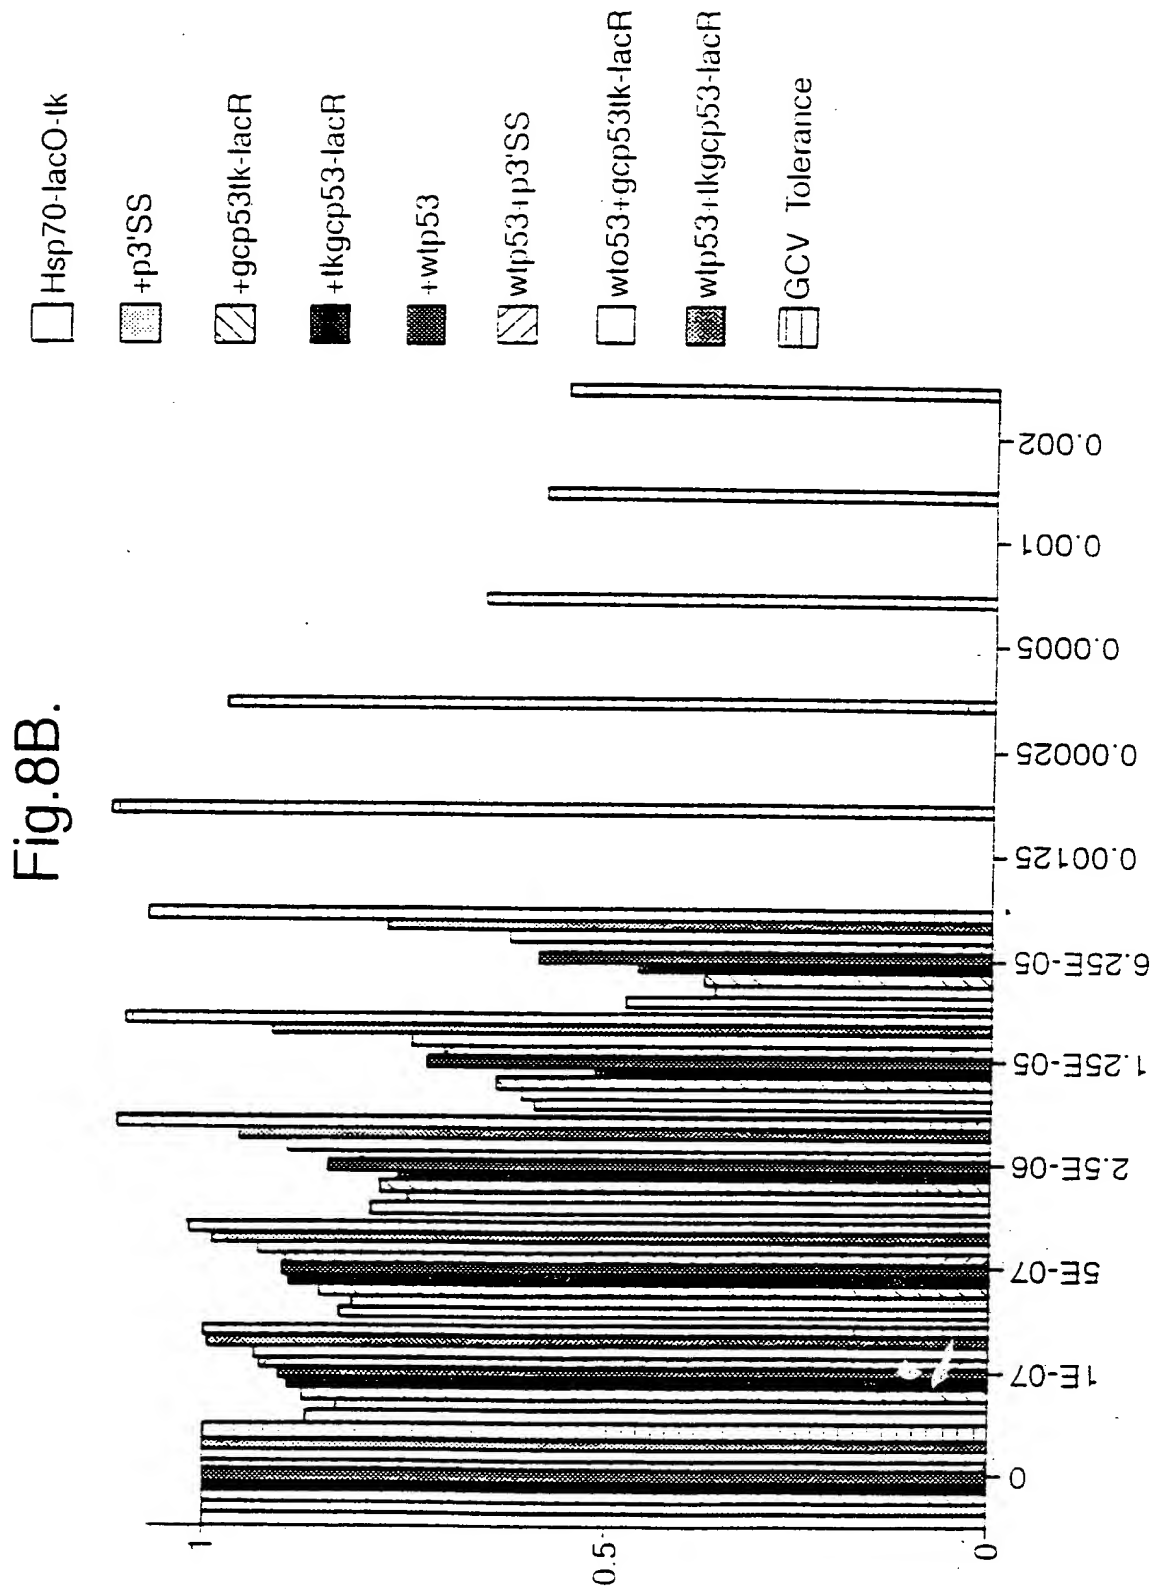 Fig.8B.
Hsp70-lacO-tk
+p3'SS
+gcp53tk-lacR
+tkgcp53-lacR
+wtp53
wtp53+p3'SS
wto53+gcp53tk-lacR
wtp53+tkgcp53-lacR
GCV Tolerance
1
0.5
0
0
1E-07
5E-07
2.5E-06
1.25E-05
6.25E-05
0.00125
0.00025
0.0005
0.001
0.002